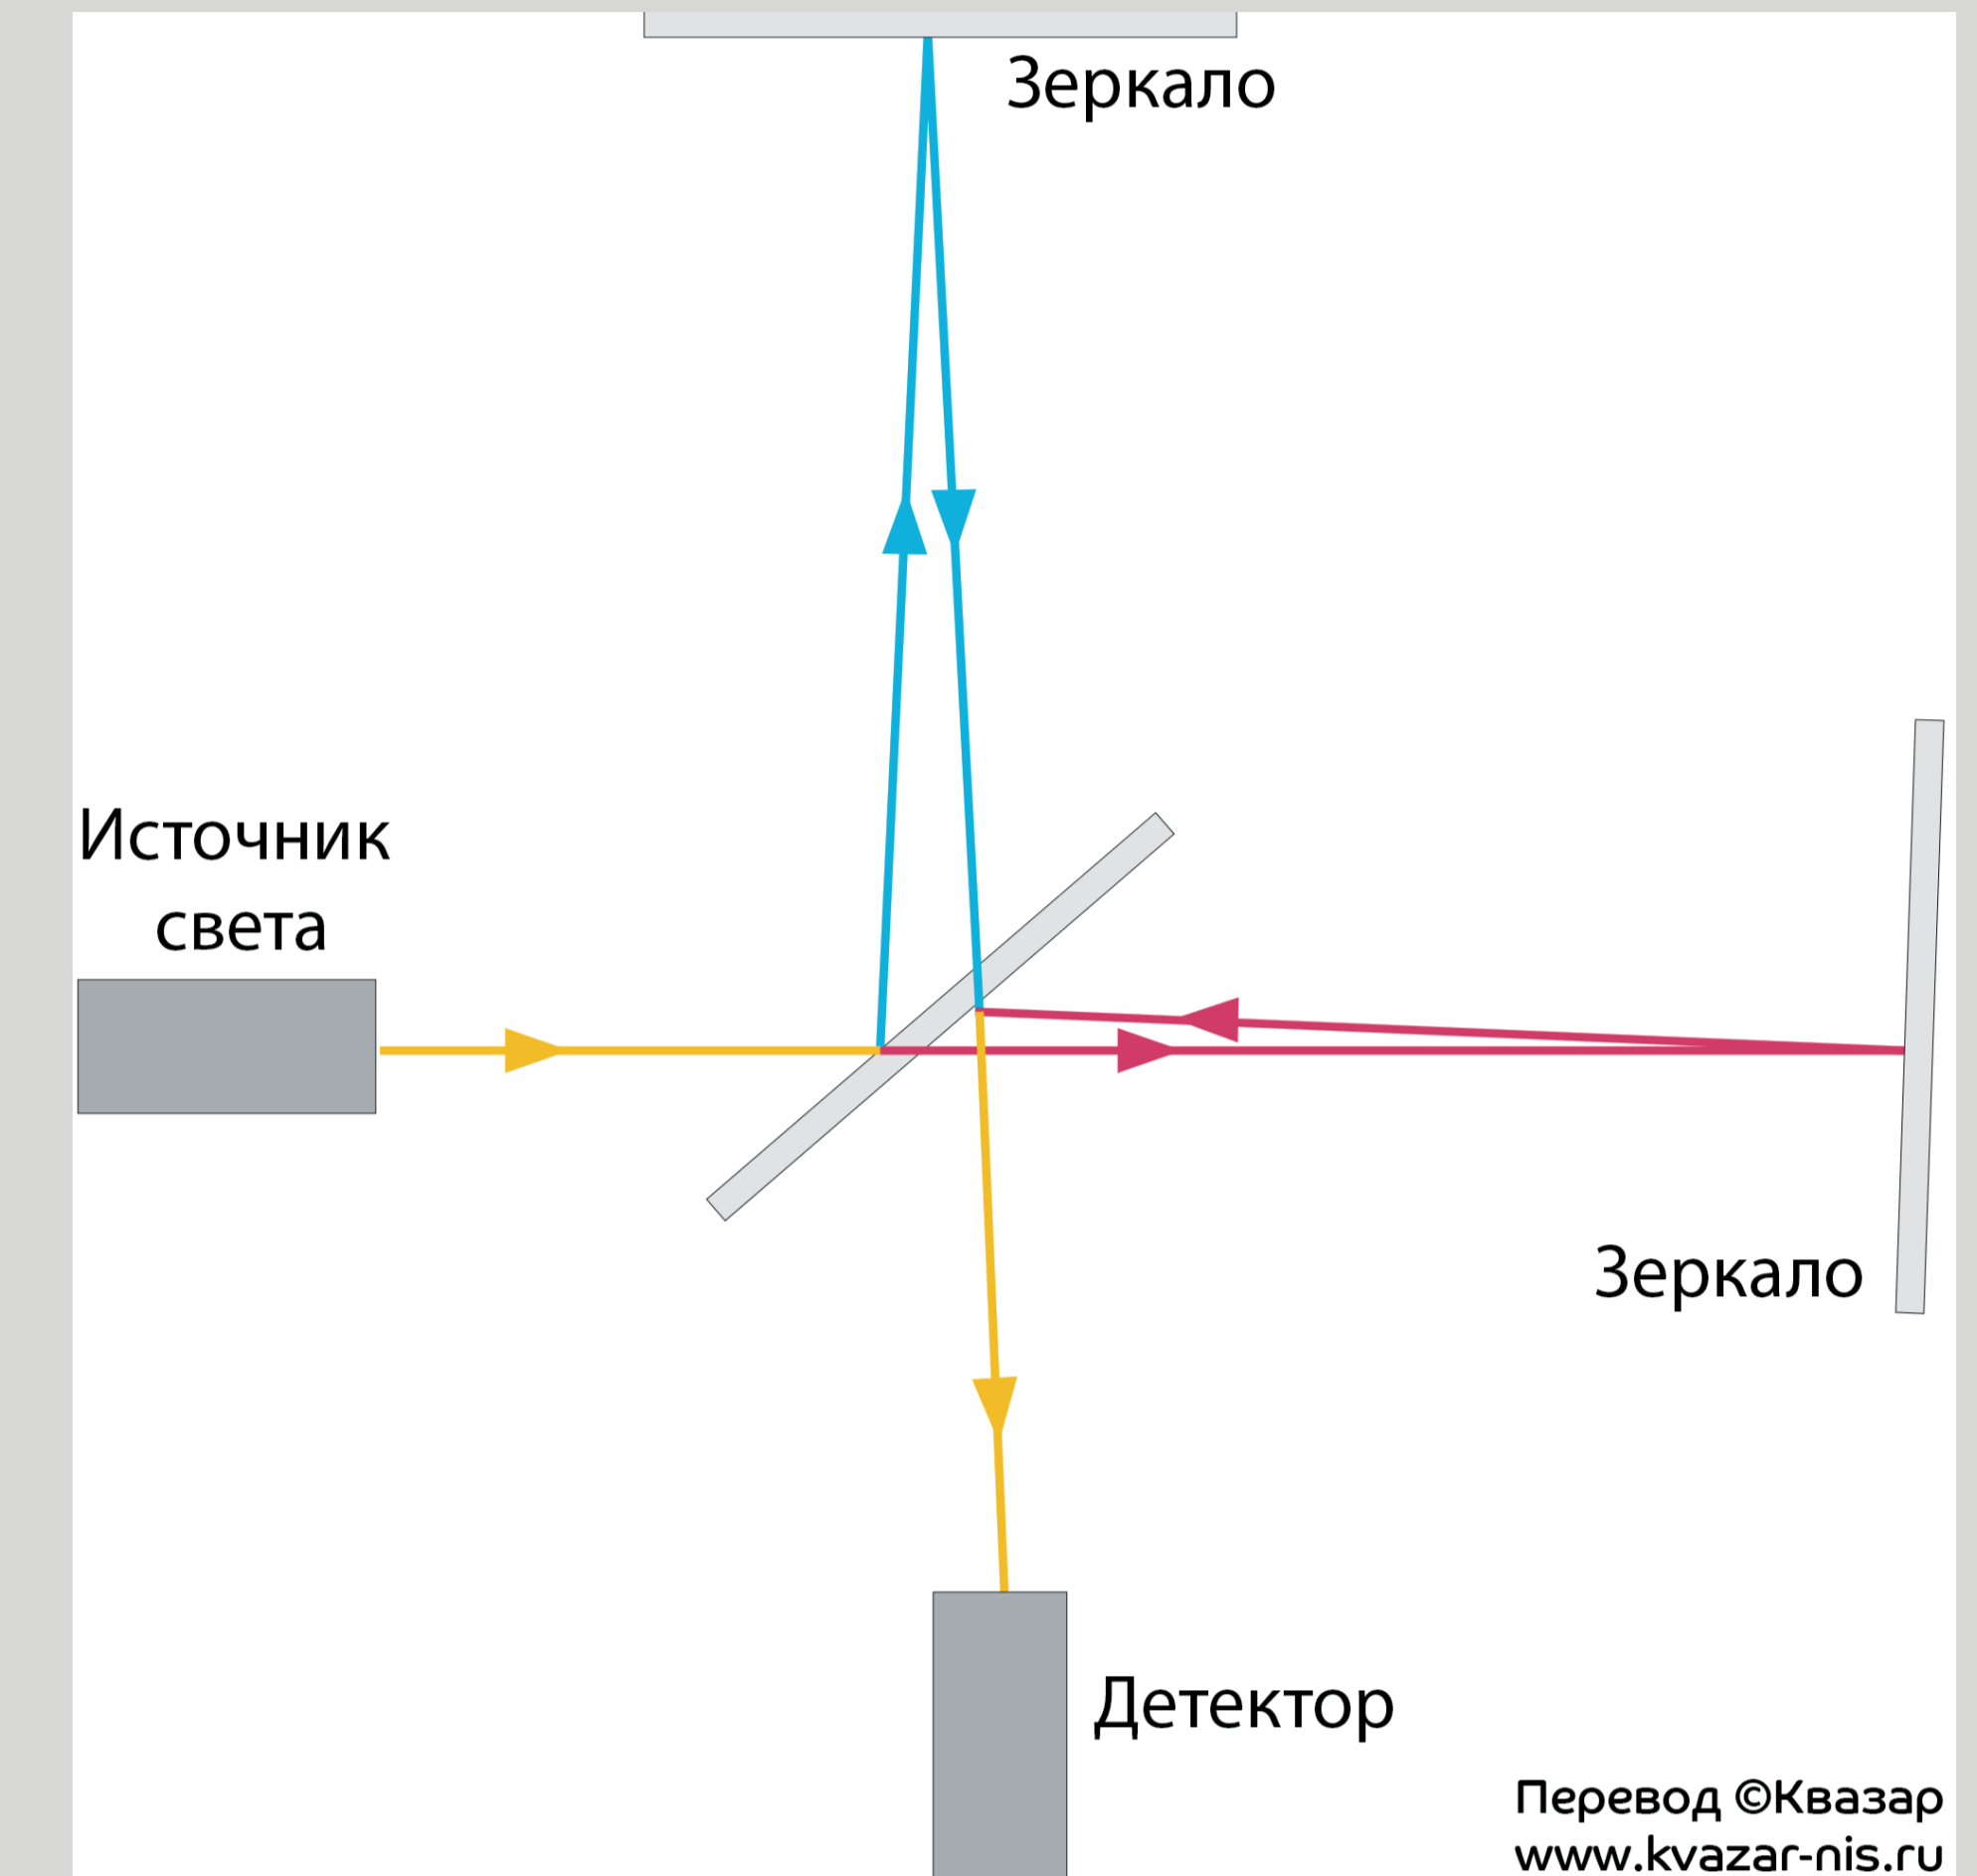 Зеркало
Источник
света
Зеркало
Детектор
Перевод ©Квазар
www.kvazar-nis.ru